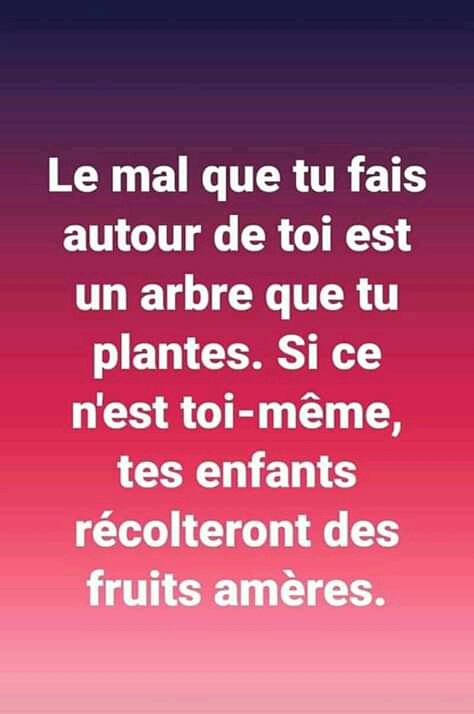 Le mal que tu fais
autour de toi est
un arbre que tu
plantes. Si ce
n'est toi-même,
tes enfants
récolteront des
fruits amères.